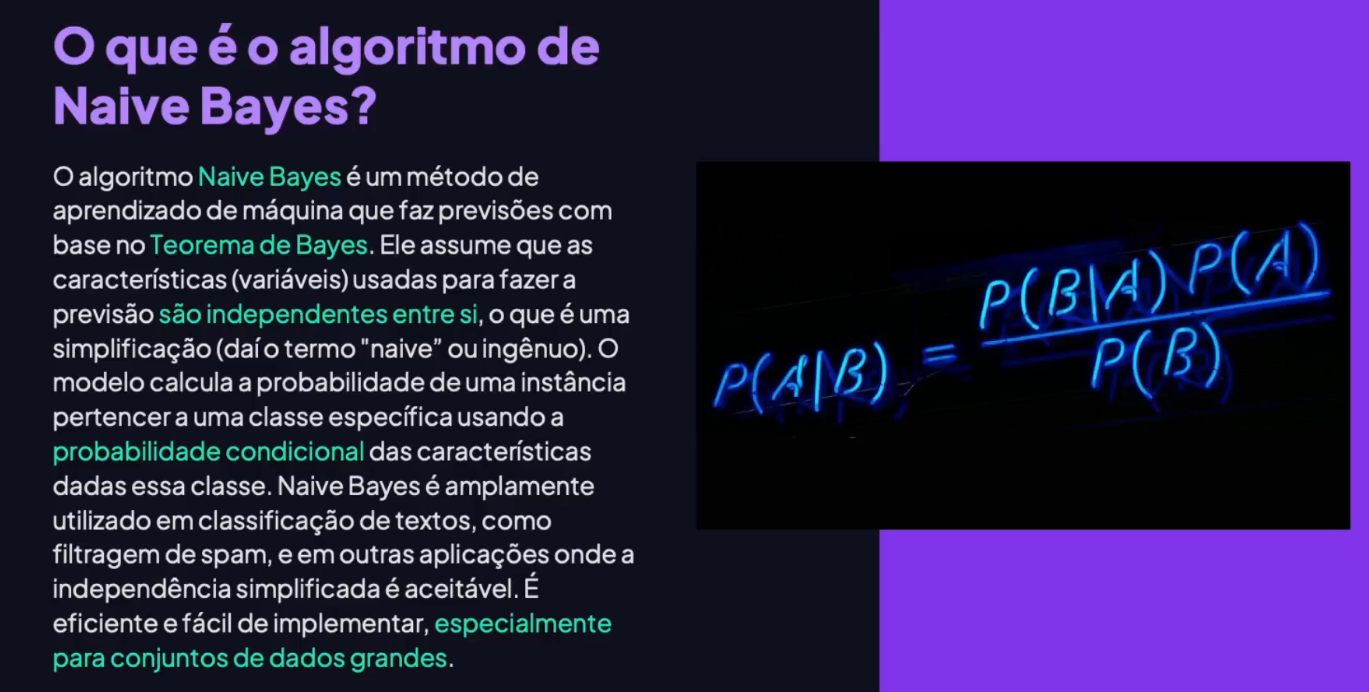 O que é o algoritmo de
Naive Bayes?
O algoritmo Naive Bayes é um método de
aprendizado de máquina que faz previsões com
base no Teorema de Bayes. Ele assume que as
características (variáveis) usadas para fazer a
previsão são independentes entre si, o que é uma
simplificação (daí o termo "naive” ou ingênuo). O
modelo calcula a probabilidade de uma instância
pertencer a uma classe específica usando a
probabilidade condicional das características
dadas essa classe. Naive Bayes é amplamente
utilizado em classificação de textos, como
filtragem de spam, e em outras aplicações onde a
independência simplificada é aceitável. É
eficiente e fácil de implementar, especialmente
para conjuntos de dados grandes.
P(B|A) P(A)
P(A|B) =
P(B)